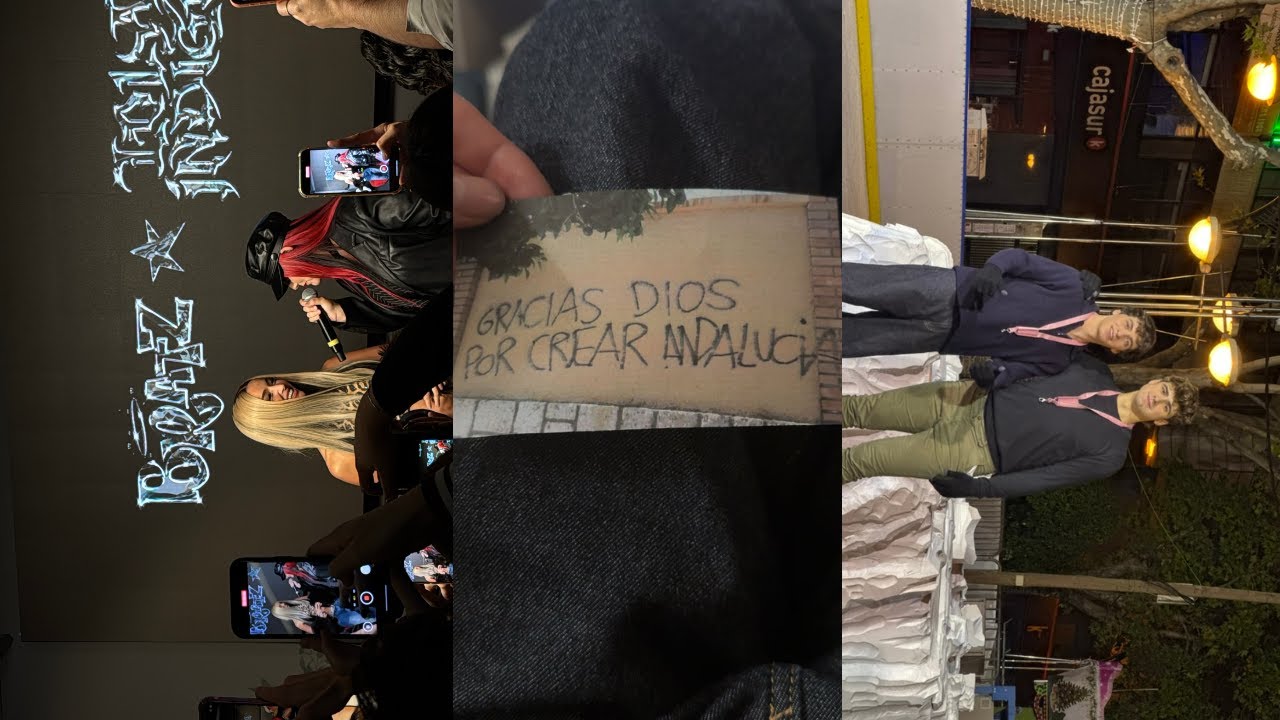 BRATZ
GRACIAS DIOS
POR CREAR ANDALUCIA
cajasur